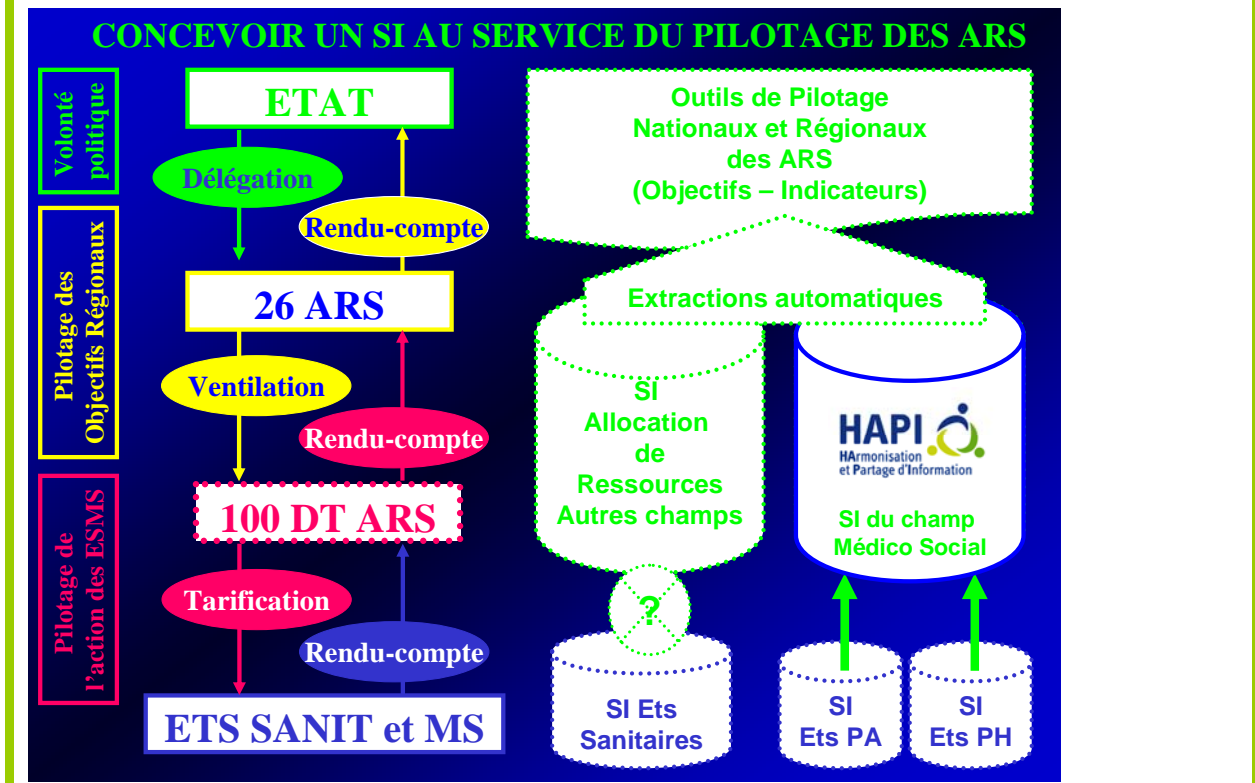 CONCEVOIR UN SI AU SERVICE DU PILOTAGE DES ARS
Volonté
politique
Pilotage des
Objectifs Régionaux
Pilotage de
l'action des ESMS
ETAT
Délégation
Rendu-compte
26 ARS
Ventilation
Rendu-compte
100 DT ARS
Tarification
Rendu-compte
ETS SANIT et MS
Outils de Pilotage
Nationaux et Régionaux
des ARS
(Objectifs – Indicateurs)
Extractions automatiques
SI
Allocation
de
Ressources
Autres champs
HAPI
HArmonisation
et Partage d'Information
SI du champ
Médico Social
?
SI Ets
Sanitaires
SI
Ets PA
SI
Ets PH